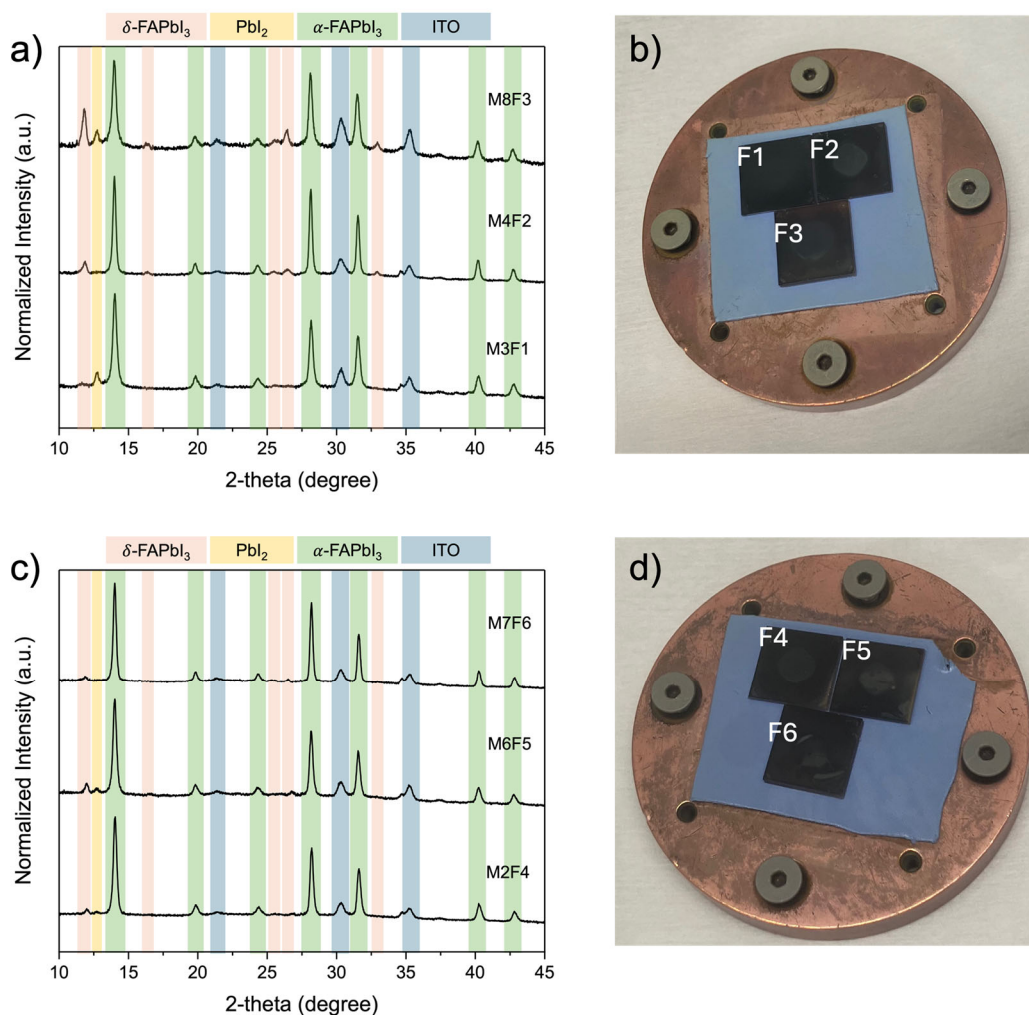 a)
δ-FAPbI₃ PbI₂ α-FAPbI₃ ITO
Normalized Intensity (a.u.)
M8F3
M4F2
M3F1
10 15 20 25 30 35 40 45
2-theta (degree)
b)
F1 F2
F3
c)
δ-FAPbI₃ PbI₂ α-FAPbI₃ ITO
Normalized Intensity (a.u.)
M7F6
M6F5
M2F4
10 15 20 25 30 35 40 45
2-theta (degree)
d)
F4 F5
F6